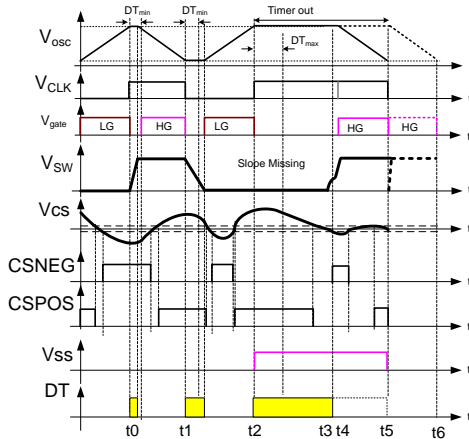 DTmin DTmin Timer out
DTmax
VOSC
t
VCLK
t
Vgate
LG HG LG HG HG
t
VSW
Slope Missing
t
VCS
t
CSNEG
t
CSPOS
t
VSS
t
DT
t
t0 t1 t2 t3 t4 t5 t6